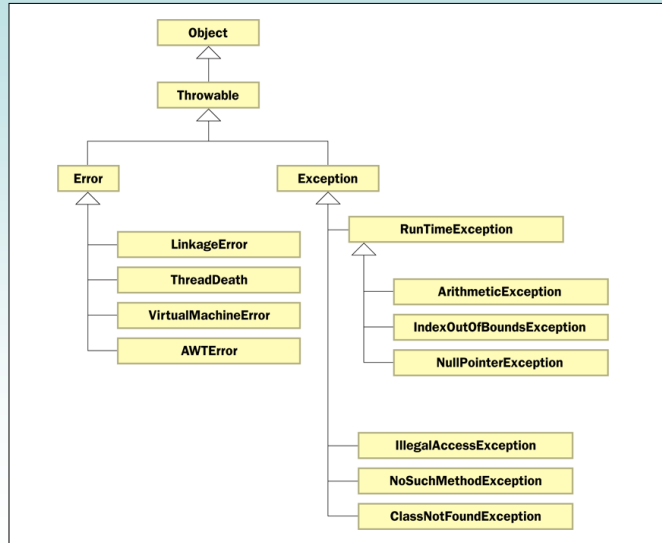 Object
Throwable
Error
Exception
LinkageError
ThreadDeath
VirtualMachineError
AWTError
RunTimeException
ArithmeticException
IndexOutOfBoundsException
NullPointerException
IllegalAccessException
NoSuchMethodException
ClassNotFoundException